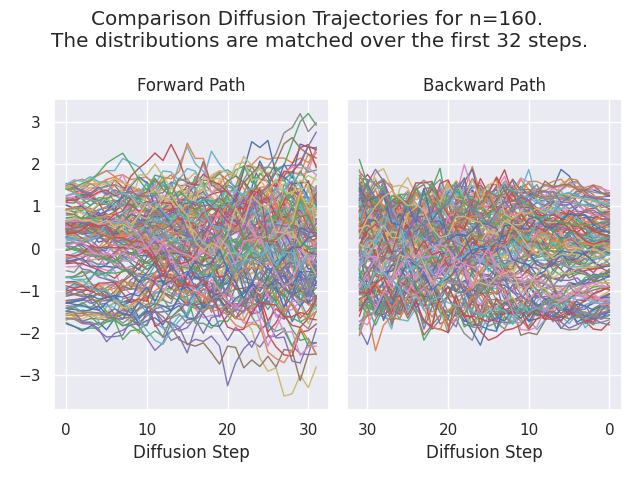 Comparison Diffusion Trajectories for n=160.
The distributions are matched over the first 32 steps.
Forward Path
Backward Path
3
2
1
0
−1
−2
−3
0 10 20 30
30 20 10 0
Diffusion Step
Diffusion Step